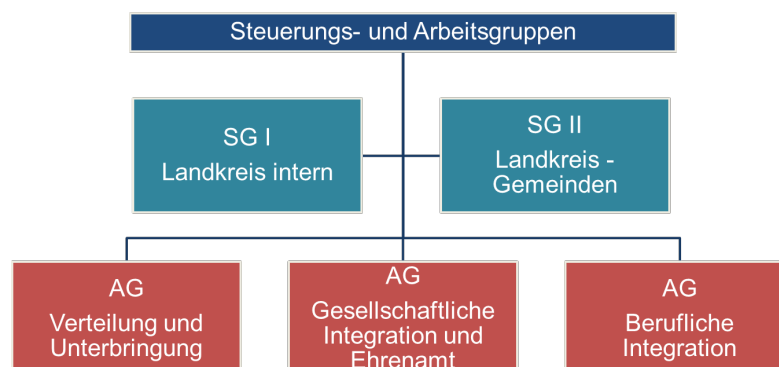 Steuerungs- und Arbeitsgruppen
SG I
Landkreis intern
SG II
Landkreis -
Gemeinden
AG
Verteilung und
Unterbringung
AG
Gesellschaftliche
Integration und
Ehrenamt
AG
Berufliche
Integration